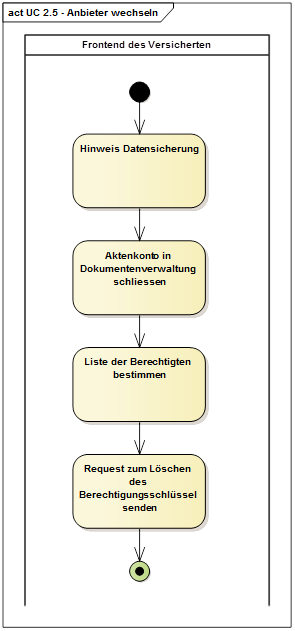 act UC 2.5 - Anbieter wechseln
Frontend des Versicherten
Hinweis Datensicherung
Aktenkonto in
Dokumentenverwaltung
schliessen
Liste der Berechtigten
bestimmen
Request zum Löschen
des
Berechtigungsschlüssel
senden